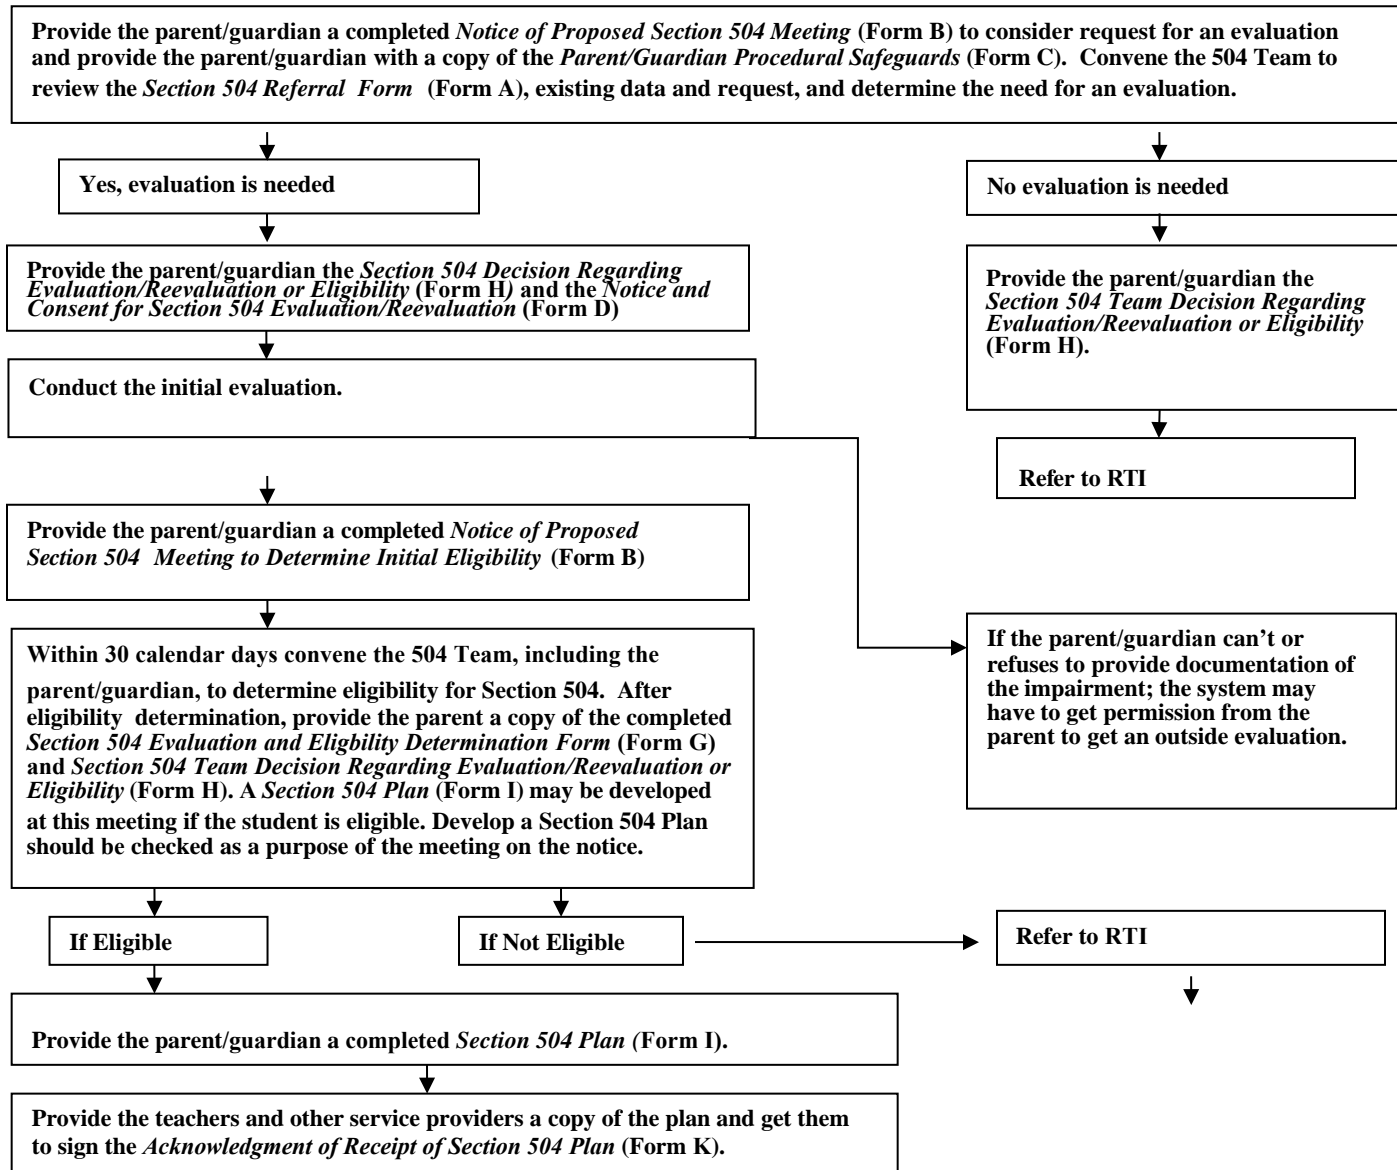 Provide the parent/guardian a completed Notice of Proposed Section 504 Meeting (Form B) to consider request for an evaluation
and provide the parent/guardian with a copy of the Parent/Guardian Procedural Safeguards (Form C). Convene the 504 Team to
review the Section 504 Referral Form (Form A), existing data and request, and determine the need for an evaluation.
Yes, evaluation is needed
No evaluation is needed
Provide the parent/guardian the Section 504 Decision Regarding
Evaluation/Reevaluation or Eligibility (Form H) and the Notice and
Consent for Section 504 Evaluation/Reevaluation (Form D)
Provide the parent/guardian the
Section 504 Team Decision Regarding
Evaluation/Reevaluation or Eligibility
(Form H).
Conduct the initial evaluation.
Refer to RTI
Provide the parent/guardian a completed Notice of Proposed
Section 504 Meeting to Determine Initial Eligibility (Form B)
If the parent/guardian can’t or
refuses to provide documentation of
the impairment; the system may
have to get permission from the
parent to get an outside evaluation.
Within 30 calendar days convene the 504 Team, including the
parent/guardian, to determine eligibility for Section 504. After
eligibility determination, provide the parent a copy of the completed
Section 504 Evaluation and Eligbility Determination Form (Form G)
and Section 504 Team Decision Regarding Evaluation/Reevaluation or
Eligibility (Form H). A Section 504 Plan (Form I) may be developed
at this meeting if the student is eligible. Develop a Section 504 Plan
should be checked as a purpose of the meeting on the notice.
If Eligible
If Not Eligible
Refer to RTI
Provide the parent/guardian a completed Section 504 Plan (Form I).
Provide the teachers and other service providers a copy of the plan and get them
to sign the Acknowledgment of Receipt of Section 504 Plan (Form K).